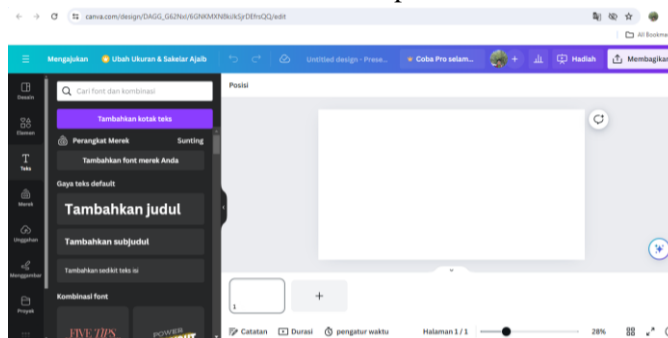 canva.com/design/DAGG_G62NxI/6GNKMXN8kUkSjrDEhsQQ/edit
All Bookma
Mengajukan Ubah Ukuran & Sakelar Ajaib Untitled design - Prese... Coba Pro selam... + Hadiah Membagikan
Desain
Elemen
Teks
Merek
Unggahan
Menggambar
Proyek
Cari font dan kombinasi
Tambahkan kotak teks
Perangkat Merek Sunting
Tambahkan font merek Anda
Gaya teks default
Tambahkan judul
Tambahkan subjudul
Tambahkan sedikit teks isi
Kombinasi font
FIVE TIPS POWER
Posisi
1 +
Catatan Durasi pengatur waktu Halaman 1 / 1 28%